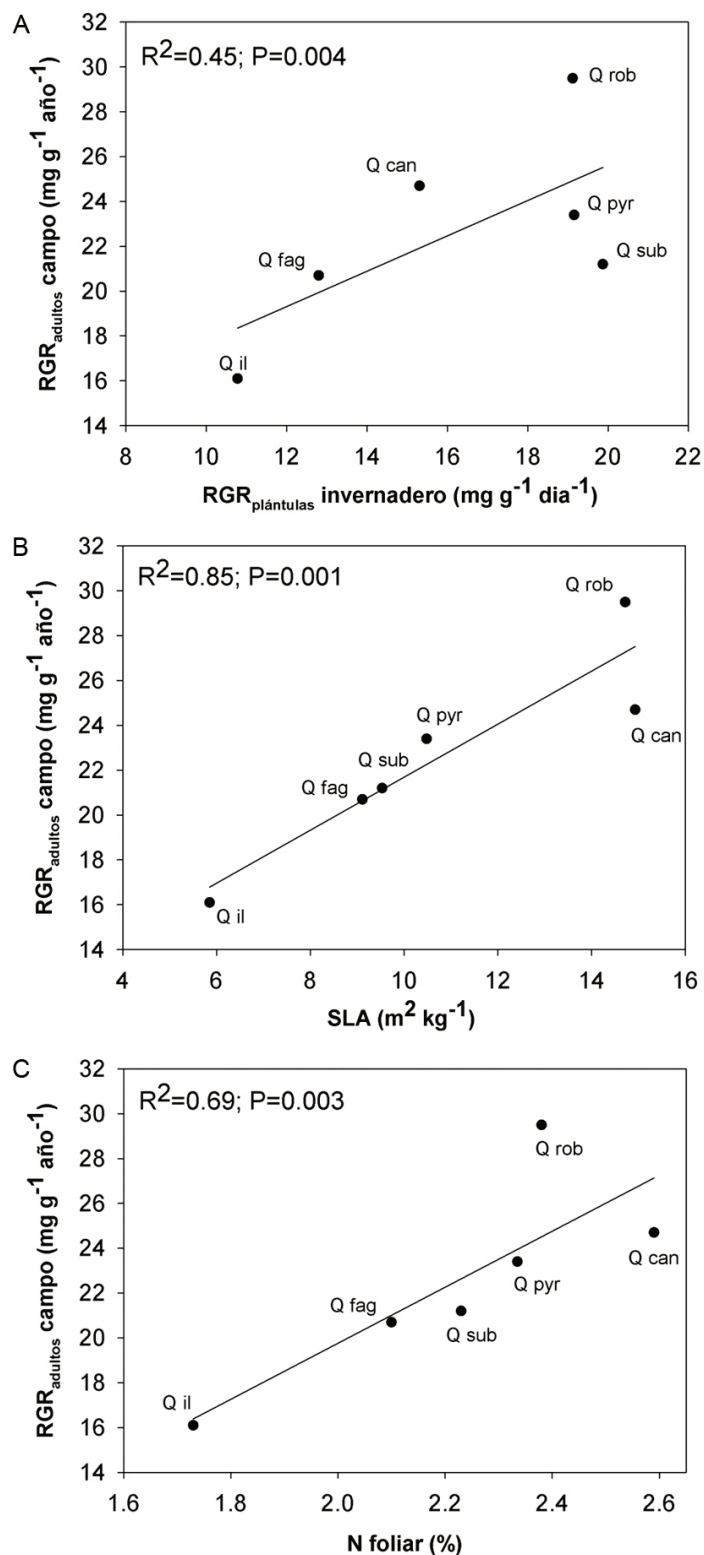 A
R²=0.45; P=0.004
RGRadultos campo (mg g⁻¹ año⁻¹)
32
30
28
26
24
22
20
18
16
14
Q rob
Q can
Q pyr
Q sub
Q fag
Q il
8 10 12 14 16 18 20 22
RGRplántulas invernadero (mg g⁻¹ dia⁻¹)
B
R²=0.85; P=0.001
RGRadultos campo (mg g⁻¹ año⁻¹)
32
30
28
26
24
22
20
18
16
14
Q rob
Q can
Q pyr
Q sub
Q fag
Q il
4 6 8 10 12 14 16
SLA (m² kg⁻¹)
C
R²=0.69; P=0.003
RGRadultos campo (mg g⁻¹ año⁻¹)
32
30
28
26
24
22
20
18
16
14
Q rob
Q can
Q pyr
Q fag
Q sub
Q il
1.6 1.8 2.0 2.2 2.4 2.6
N foliar (%)